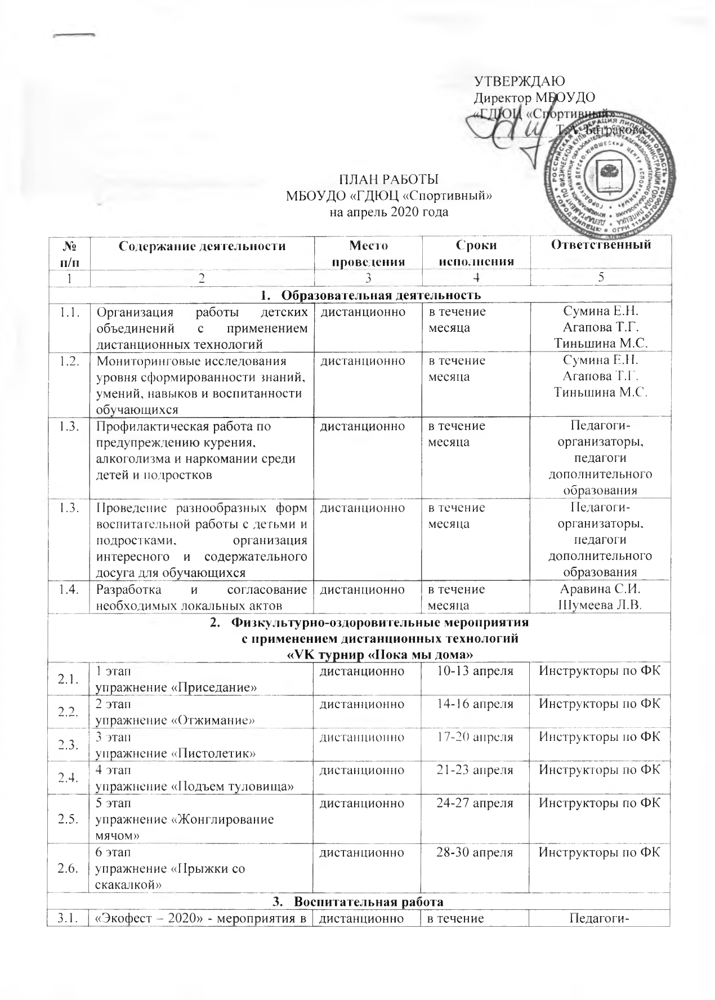 УТВЕРЖДАЮ
Директор МБОУДО
«ГДЮЦ «Спортивный»
Т.А. Батракова
ПЛАН РАБОТЫ
МБОУДО «ГДЮЦ «Спортивный»
на апрель 2020 года
№ п/п Содержание деятельности Место проведения Сроки исполнения Ответственный
1 2 3 4 5
1. Образовательная деятельность
1.1. Организация работы детских дистанционно в течение Сумина Е.Н.
объединений с применением месяца Агапова Т.Г.
дистанционных технологий Тиньшина М.С.
1.2. Мониторинговые исследования дистанционно в течение Сумина Е.Н.
уровня сформированности знаний, месяца Агапова Т.Г.
умений, навыков и воспитанности Тиньшина М.С.
обучающихся
1.3. Профилактическая работа по дистанционно в течение Педагоги-
предупреждению курения, месяца организаторы,
алкоголизма и наркомании среди педагоги
детей и подростков дополнительного
образования
1.3. Проведение разнообразных форм дистанционно в течение Педагоги-
воспитательной работы с детьми и месяца организаторы,
подростками, организация педагоги
интересного и содержательного дополнительного
досуга для обучающихся образования
1.4. Разработка и согласование дистанционно в течение Аравина С.И.
необходимых локальных актов месяца Шумеева Л.В.
2. Физкультурно-оздоровительные мероприятия
с применением дистанционных технологий
«VK турнир «Пока мы дома»
2.1. 1 этап дистанционно 10-13 апреля Инструкторы по ФК
упражнение «Приседание»
2.2. 2 этап дистанционно 14-16 апреля Инструкторы по ФК
упражнение «Отжимание»
2.3. 3 этап дистанционно 17-20 апреля Инструкторы по ФК
упражнение «Пистолетик»
2.4. 4 этап дистанционно 21-23 апреля Инструкторы по ФК
упражнение «Подъем туловища»
2.5. 5 этап дистанционно 24-27 апреля Инструкторы по ФК
упражнение «Жонглирование
мячом»
2.6. 6 этап дистанционно 28-30 апреля Инструкторы по ФК
упражнение «Прыжки со
скакалкой»
3. Воспитательная работа
3.1. «Экофест – 2020» - мероприятия в дистанционно в течение Педагоги-